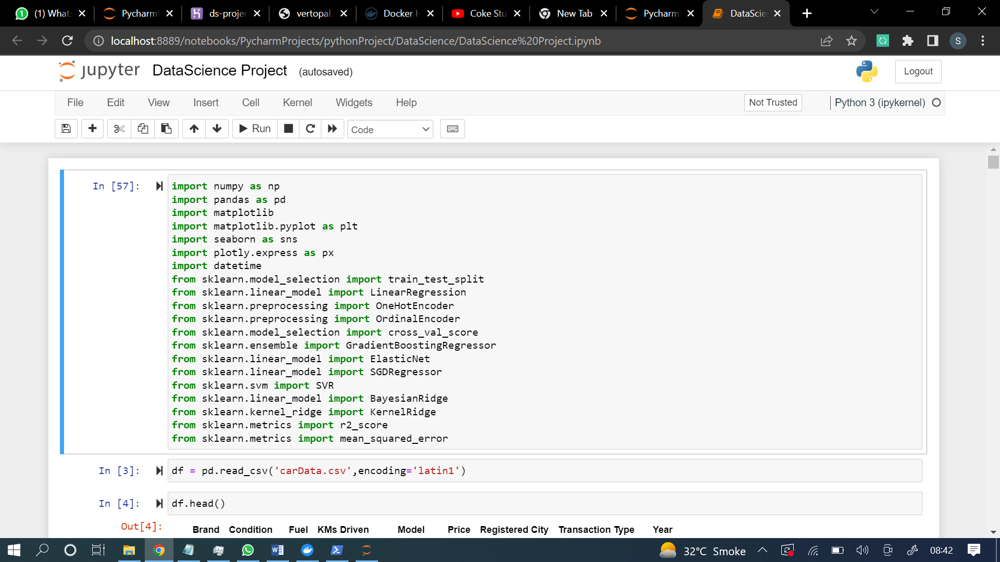 (1) Whats
Pycharm
ds-projec
vertopal.
Docker H
Coke Stu
New Tab
Pycharm
DataScie
localhost:8889/notebooks/PycharmProjects/pythonProject/DataScience/DataScience%20Project.ipynb
S
jupyter DataScience Project (autosaved)
Logout
File Edit View Insert Cell Kernel Widgets Help
Not Trusted
Python 3 (ipykernel)
Run
Code
In [57]:
import numpy as np
import pandas as pd
import matplotlib
import matplotlib.pyplot as plt
import seaborn as sns
import plotly.express as px
import datetime
from sklearn.model_selection import train_test_split
from sklearn.linear_model import LinearRegression
from sklearn.preprocessing import OneHotEncoder
from sklearn.preprocessing import OrdinalEncoder
from sklearn.model_selection import cross_val_score
from sklearn.ensemble import GradientBoostingRegressor
from sklearn.linear_model import ElasticNet
from sklearn.linear_model import SGDRegressor
from sklearn.svm import SVR
from sklearn.linear_model import BayesianRidge
from sklearn.kernel_ridge import KernelRidge
from sklearn.metrics import r2_score
from sklearn.metrics import mean_squared_error
In [3]: df = pd.read_csv('carData.csv',encoding='latin1')
In [4]: df.head()
Out[4]:
Brand Condition Fuel KMs Driven Model Price Registered City Transaction Type Year
32°C Smoke
08:42